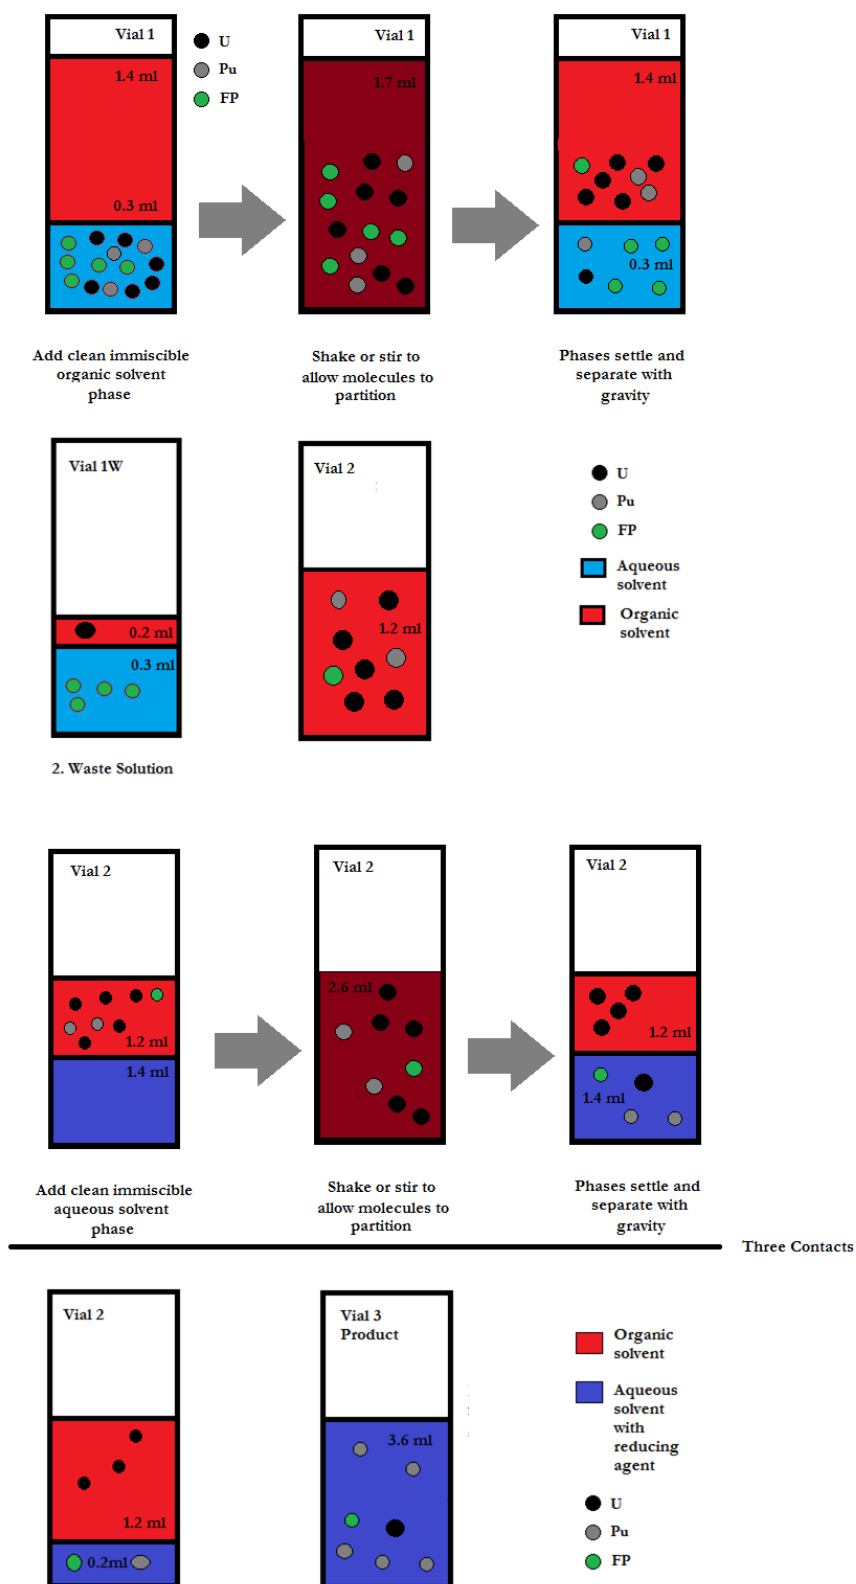 Vial 1
U
Pu
FP
1.4 ml
0.3 ml
Vial 1
1.7 ml
Vial 1
1.4 ml
0.3 ml
Add clean immiscible
organic solvent
phase
Shake or stir to
allow molecules to
partition
Phases settle and
separate with
gravity
Vial 1W
0.2 ml
0.3 ml
Vial 2
1.2 ml
U
Pu
FP
Aqueous
solvent
Organic
solvent
2. Waste Solution
Vial 2
1.2 ml
1.4 ml
Vial 2
2.6 ml
Vial 2
1.2 ml
1.4 ml
Add clean immiscible
aqueous solvent
phase
Shake or stir to
allow molecules to
partition
Phases settle and
separate with
gravity
Three Contacts
Vial 2
1.2 ml
0.2ml
Vial 3
Product
3.6 ml
Organic
solvent
Aqueous
solvent
with
reducing
agent
U
Pu
FP